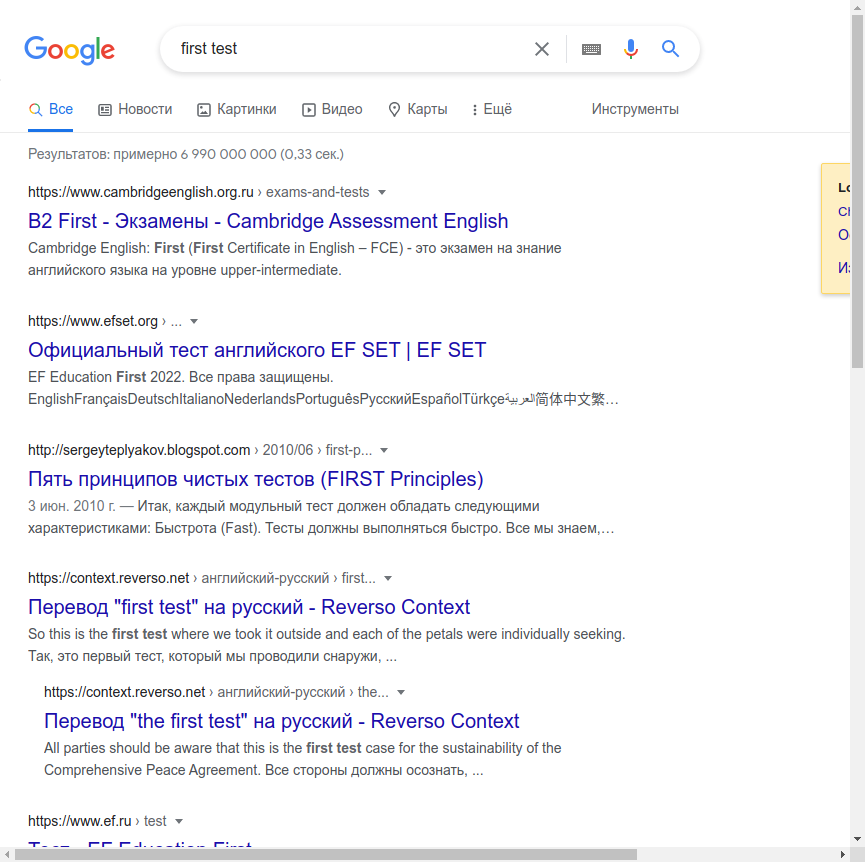 Google
first test
Все
Новости
Картинки
Видео
Карты
Ещё
Инструменты
Результатов: примерно 6 990 000 000 (0,33 сек.)
https://www.cambridgeenglish.org.ru › exams-and-tests
B2 First - Экзамены - Cambridge Assessment English
Cambridge English: First (First Certificate in English – FCE) - это экзамен на знание
английского языка на уровне upper-intermediate.
https://www.efset.org › ...
Официальный тест английского EF SET | EF SET
EF Education First 2022. Все права защищены.
EnglishFrançaisDeutschItalianoNederlandsPortuguêsРусскийEspañolTürkçeالعربية简体中文繁…
http://sergeyteplyakov.blogspot.com › 2010/06 › first-p...
Пять принципов чистых тестов (FIRST Principles)
3 июн. 2010 г. — Итак, каждый модульный тест должен обладать следующими
характеристиками: Быстрота (Fast). Тесты должны выполняться быстро. Все мы знаем,…
https://context.reverso.net › английский-русский › first...
Перевод "first test" на русский - Reverso Context
So this is the first test where we took it outside and each of the petals were individually seeking.
Так, это первый тест, который мы проводили снаружи, ...
https://context.reverso.net › английский-русский › the...
Перевод "the first test" на русский - Reverso Context
All parties should be aware that this is the first test case for the sustainability of the
Comprehensive Peace Agreement. Все стороны должны осознать, ...
https://www.ef.ru › test
Тест - EF Education First